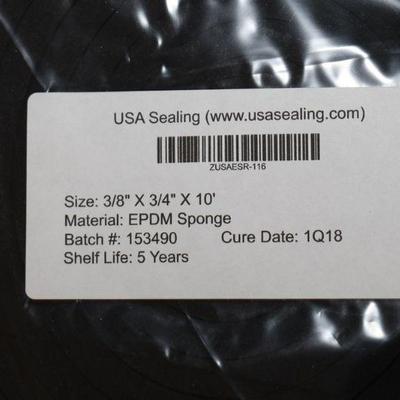 USA Sealing (www.usasealing.com)
ZUSAESR-116
Size: 3/8" X 3/4" X 10'
Material: EPDM Sponge
Batch #: 153490 Cure Date: 1Q18
Shelf Life: 5 Years